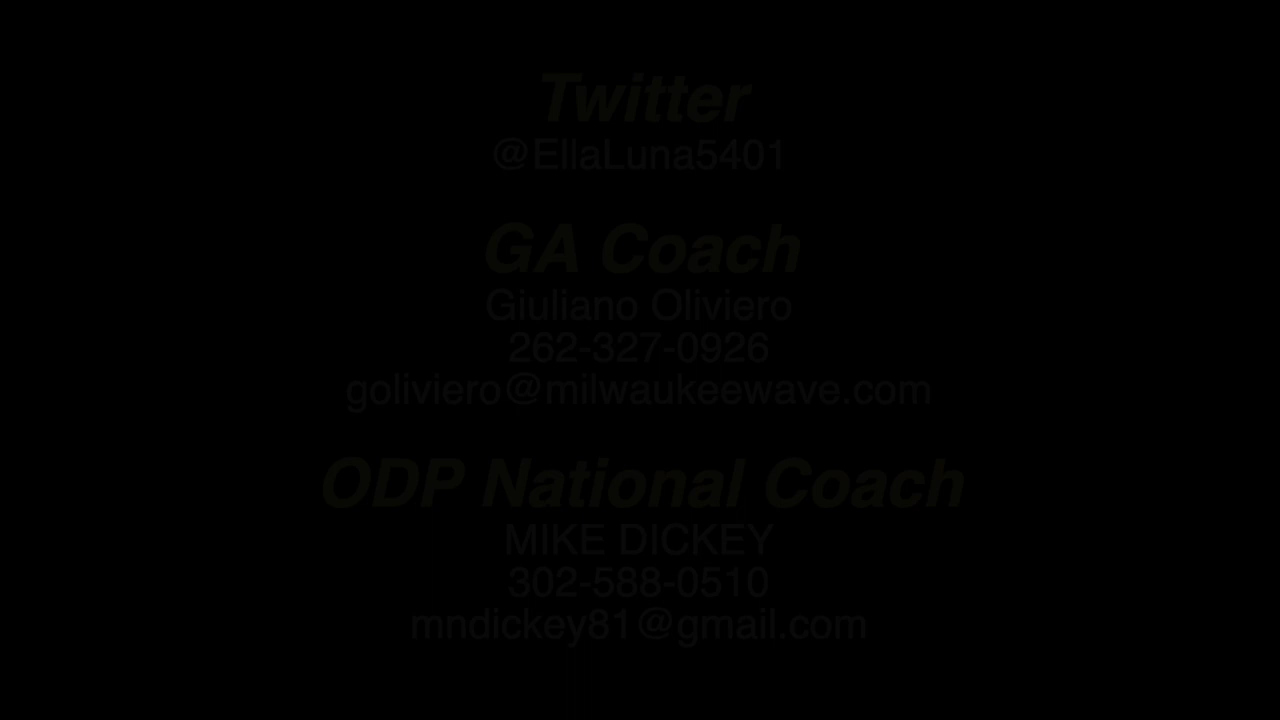 Twitter
@EllaLuna5401
GA Coach
Giuliano Oliviero
262-327-0926
goliviero@milwaukeewave.com
ODP National Coach
MIKE DICKEY
302-588-0510
mndickey81@gmail.com